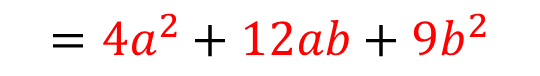 = 4a² + 12ab + 9b²